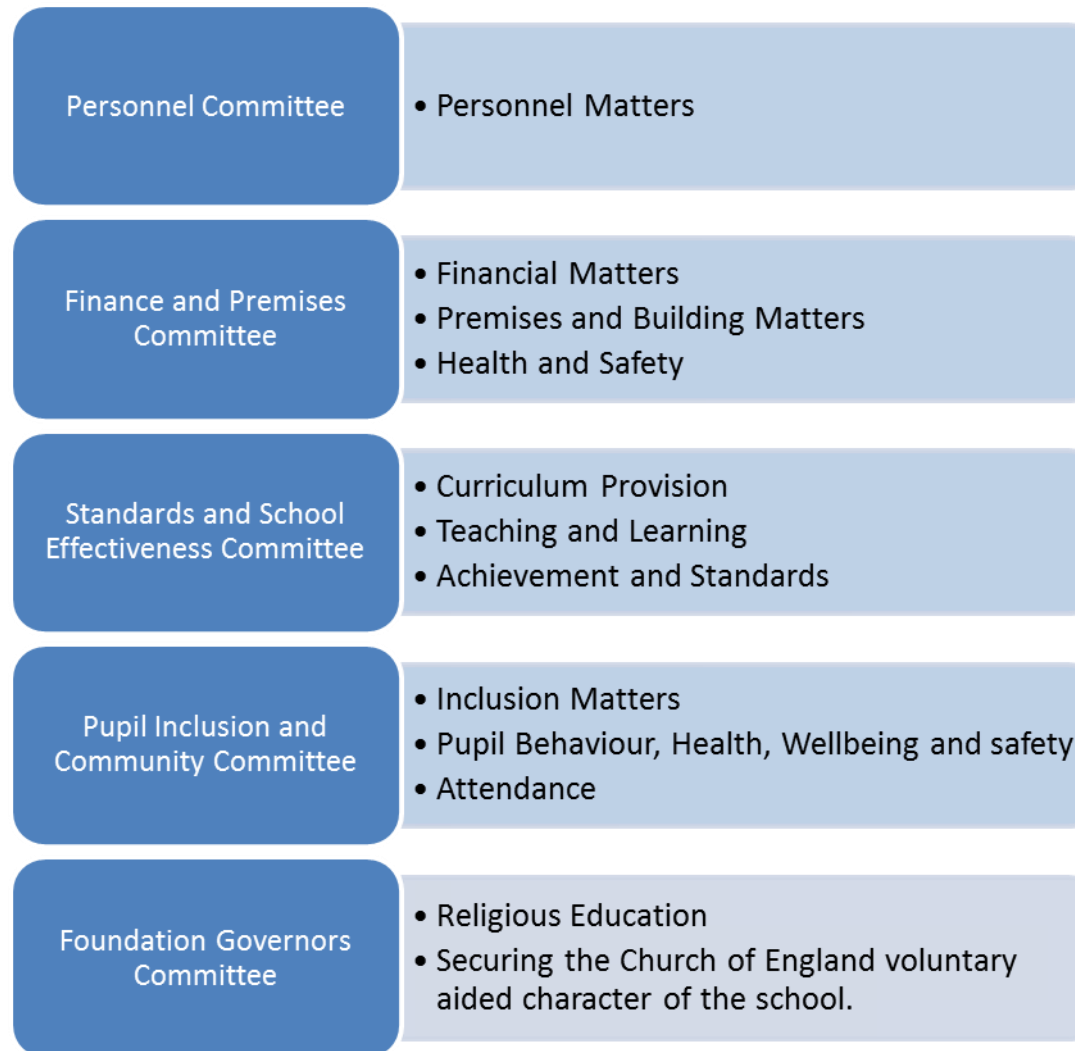 Personnel Committee
• Personnel Matters
Finance and Premises
Committee
• Financial Matters
• Premises and Building Matters
• Health and Safety
Standards and School
Effectiveness Committee
• Curriculum Provision
• Teaching and Learning
• Achievement and Standards
Pupil Inclusion and
Community Committee
• Inclusion Matters
• Pupil Behaviour, Health, Wellbeing and safety
• Attendance
Foundation Governors
Committee
• Religious Education
• Securing the Church of England voluntary
aided character of the school.